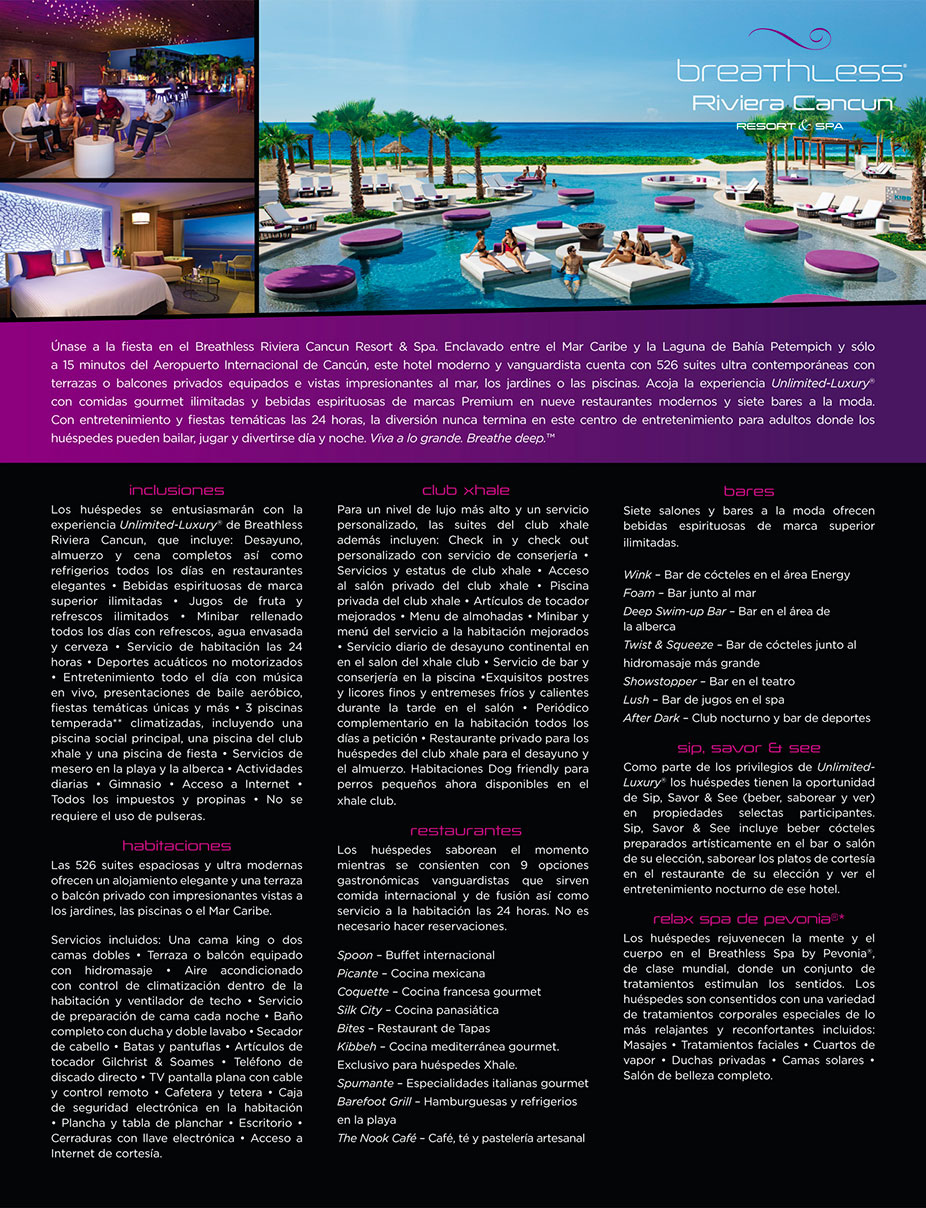 breathless®
Riviera Cancun
RESORT & SPA
Únase a la fiesta en el Breathless Riviera Cancun Resort & Spa. Enclavado entre el Mar Caribe y la Laguna de Bahía Petempich y sólo
a 15 minutos del Aeropuerto Internacional de Cancún, este hotel moderno y vanguardista cuenta con 526 suites ultra contemporáneas con
terrazas o balcones privados equipados e vistas impresionantes al mar, los jardines o las piscinas. Acoja la experiencia Unlimited-Luxury®
con comidas gourmet ilimitadas y bebidas espirituosas de marcas Premium en nueve restaurantes modernos y siete bares a la moda.
Con entretenimiento y fiestas temáticas las 24 horas, la diversión nunca termina en este centro de entretenimiento para adultos donde los
huéspedes pueden bailar, jugar y divertirse día y noche. Viva a lo grande. Breathe deep.™
inclusiones
Los huéspedes se entusiasmarán con la
experiencia Unlimited-Luxury® de Breathless
Riviera Cancun, que incluye: Desayuno,
almuerzo y cena completos así como
refrigerios todos los días en restaurantes
elegantes • Bebidas espirituosas de marca
superior ilimitadas • Jugos de fruta y
refrescos ilimitados • Minibar rellenado
todos los días con refrescos, agua envasada
y cerveza • Servicio de habitación las 24
horas • Deportes acuáticos no motorizados
• Entretenimiento todo el día con música
en vivo, presentaciones de baile aeróbico,
fiestas temáticas únicas y más • 3 piscinas
temperada** climatizadas, incluyendo una
piscina social principal, una piscina del club
xhale y una piscina de fiesta • Servicios de
mesero en la playa y la alberca • Actividades
diarias • Gimnasio • Acceso a Internet •
Todos los impuestos y propinas • No se
requiere el uso de pulseras.
habitaciones
Las 526 suites espaciosas y ultra modernas
ofrecen un alojamiento elegante y una terraza
o balcón privado con impresionantes vistas a
los jardines, las piscinas o el Mar Caribe.
Servicios incluidos: Una cama king o dos
camas dobles • Terraza o balcón equipado
con hidromasaje • Aire acondicionado
con control de climatización dentro de la
habitación y ventilador de techo • Servicio
de preparación de cama cada noche • Baño
completo con ducha y doble lavabo • Secador
de cabello • Batas y pantuflas • Artículos de
tocador Gilchrist & Soames • Teléfono de
discado directo • TV pantalla plana con cable
y control remoto • Cafetera y tetera • Caja
de seguridad electrónica en la habitación
• Plancha y tabla de planchar • Escritorio •
Cerraduras con llave electrónica • Acceso a
Internet de cortesía.
club xhale
Para un nivel de lujo más alto y un servicio
personalizado, las suites del club xhale
además incluyen: Check in y check out
personalizado con servicio de conserjería •
Servicios y estatus de club xhale • Acceso
al salón privado del club xhale • Piscina
privada del club xhale • Artículos de tocador
mejorados • Menu de almohadas • Minibar y
menú del servicio a la habitación mejorados
• Servicio diario de desayuno continental en
en el salon del xhale club • Servicio de bar y
conserjería en la piscina •Exquisitos postres
y licores finos y entremeses fríos y calientes
durante la tarde en el salón • Periódico
complementario en la habitación todos los
días a petición • Restaurante privado para los
huéspedes del club xhale para el desayuno y
el almuerzo. Habitaciones Dog friendly para
perros pequeños ahora disponibles en el
xhale club.
restaurantes
Los huéspedes saborean el momento
mientras se consienten con 9 opciones
gastronómicas vanguardistas que sirven
comida internacional y de fusión así como
servicio a la habitación las 24 horas. No es
necesario hacer reservaciones.
Spoon – Buffet internacional
Picante – Cocina mexicana
Coquette – Cocina francesa gourmet
Silk City – Cocina panasiática
Bites – Restaurant de Tapas
Kibbeh – Cocina mediterránea gourmet.
Exclusivo para huéspedes Xhale.
Spumante – Especialidades italianas gourmet
Barefoot Grill – Hamburguesas y refrigerios
en la playa
The Nook Café – Café, té y pastelería artesanal
bares
Siete salones y bares a la moda ofrecen
bebidas espirituosas de marca superior
ilimitadas.
Wink – Bar de cócteles en el área Energy
Foam – Bar junto al mar
Deep Swim-up Bar – Bar en el área de
la alberca
Twist & Squeeze – Bar de cócteles junto al
hidromasaje más grande
Showstopper – Bar en el teatro
Lush – Bar de jugos en el spa
After Dark – Club nocturno y bar de deportes
sip, savor & see
Como parte de los privilegios de Unlimited-
Luxury® los huéspedes tienen la oportunidad
de Sip, Savor & See (beber, saborear y ver)
en propiedades selectas participantes.
Sip, Savor & See incluye beber cócteles
preparados artísticamente en el bar o salón
de su elección, saborear los platos de cortesía
en el restaurante de su elección y ver el
entretenimiento nocturno de ese hotel.
relax spa de pevonia®*
Los huéspedes rejuvenecen la mente y el
cuerpo en el Breathless Spa by Pevonia®,
de clase mundial, donde un conjunto de
tratamientos estimulan los sentidos. Los
huéspedes son consentidos con una variedad
de tratamientos corporales especiales de lo
más relajantes y reconfortantes incluidos:
Masajes • Tratamientos faciales • Cuartos de
vapor • Duchas privadas • Camas solares •
Salón de belleza completo.